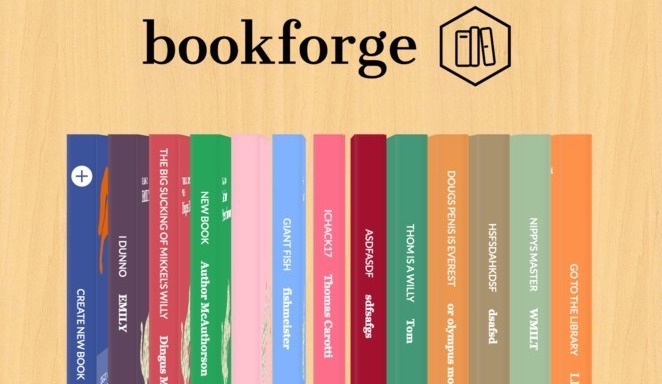 bookforge
CREATE NEW BOOK
I DUNNO EMILY
THE BIG SUCKING OF MIKKEL'S WILLY Dingus M
NEW BOOK Author McAuthorson
GIANT FISH fishmeister
ICHACK17 Thomas Carotti
ASDFASDF sdfsafgs
THOM IS A WILLY Tom
DOUGS PENIS IS EVEREST or olympus mo
HSFSDAHKDSF dsafsd
NIPPYS MASTER WMILT
GO TO THE LIBRARY